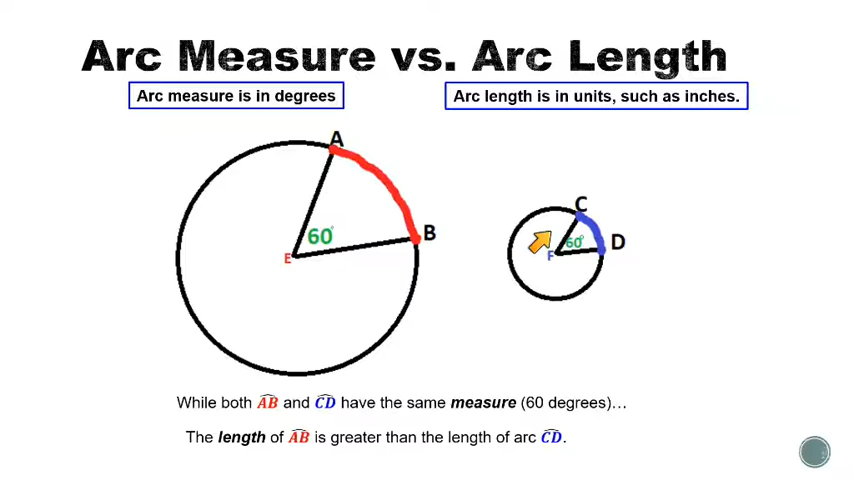 Arc Measure vs. Arc Length
Arc measure is in degrees
Arc length is in units, such as inches.
A
B
60°
E
C
D
60°
F
While both AB and CD have the same measure (60 degrees)…
The length of AB is greater than the length of arc CD.